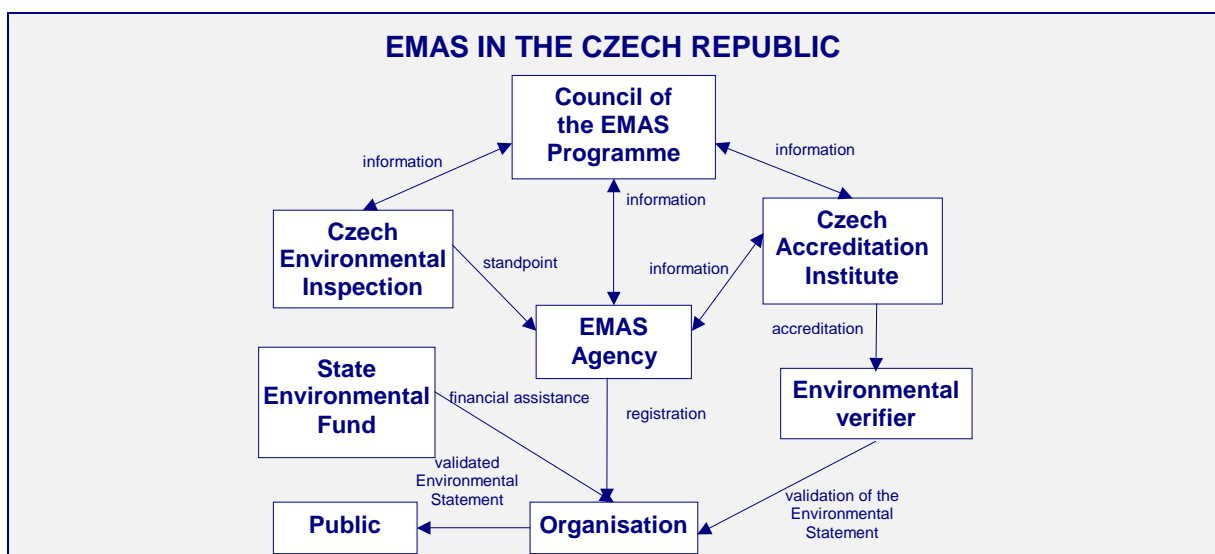 EMAS IN THE CZECH REPUBLIC
Council of
the EMAS
Programme
information
information
information
Czech
Environmental
Inspection
Czech
Accreditation
Institute
standpoint
information
EMAS
Agency
accreditation
State
Environmental
Fund
financial assistance
registration
Environmental
verifier
validated
Environmental
Statement
validation of the
Environmental
Statement
Public
Organisation